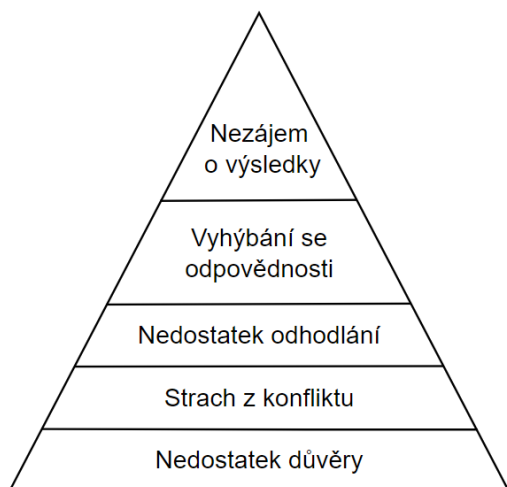 Nezájem
o výsledky
Vyhýbání se
odpovědnosti
Nedostatek odhodlání
Strach z konfliktu
Nedostatek důvěry